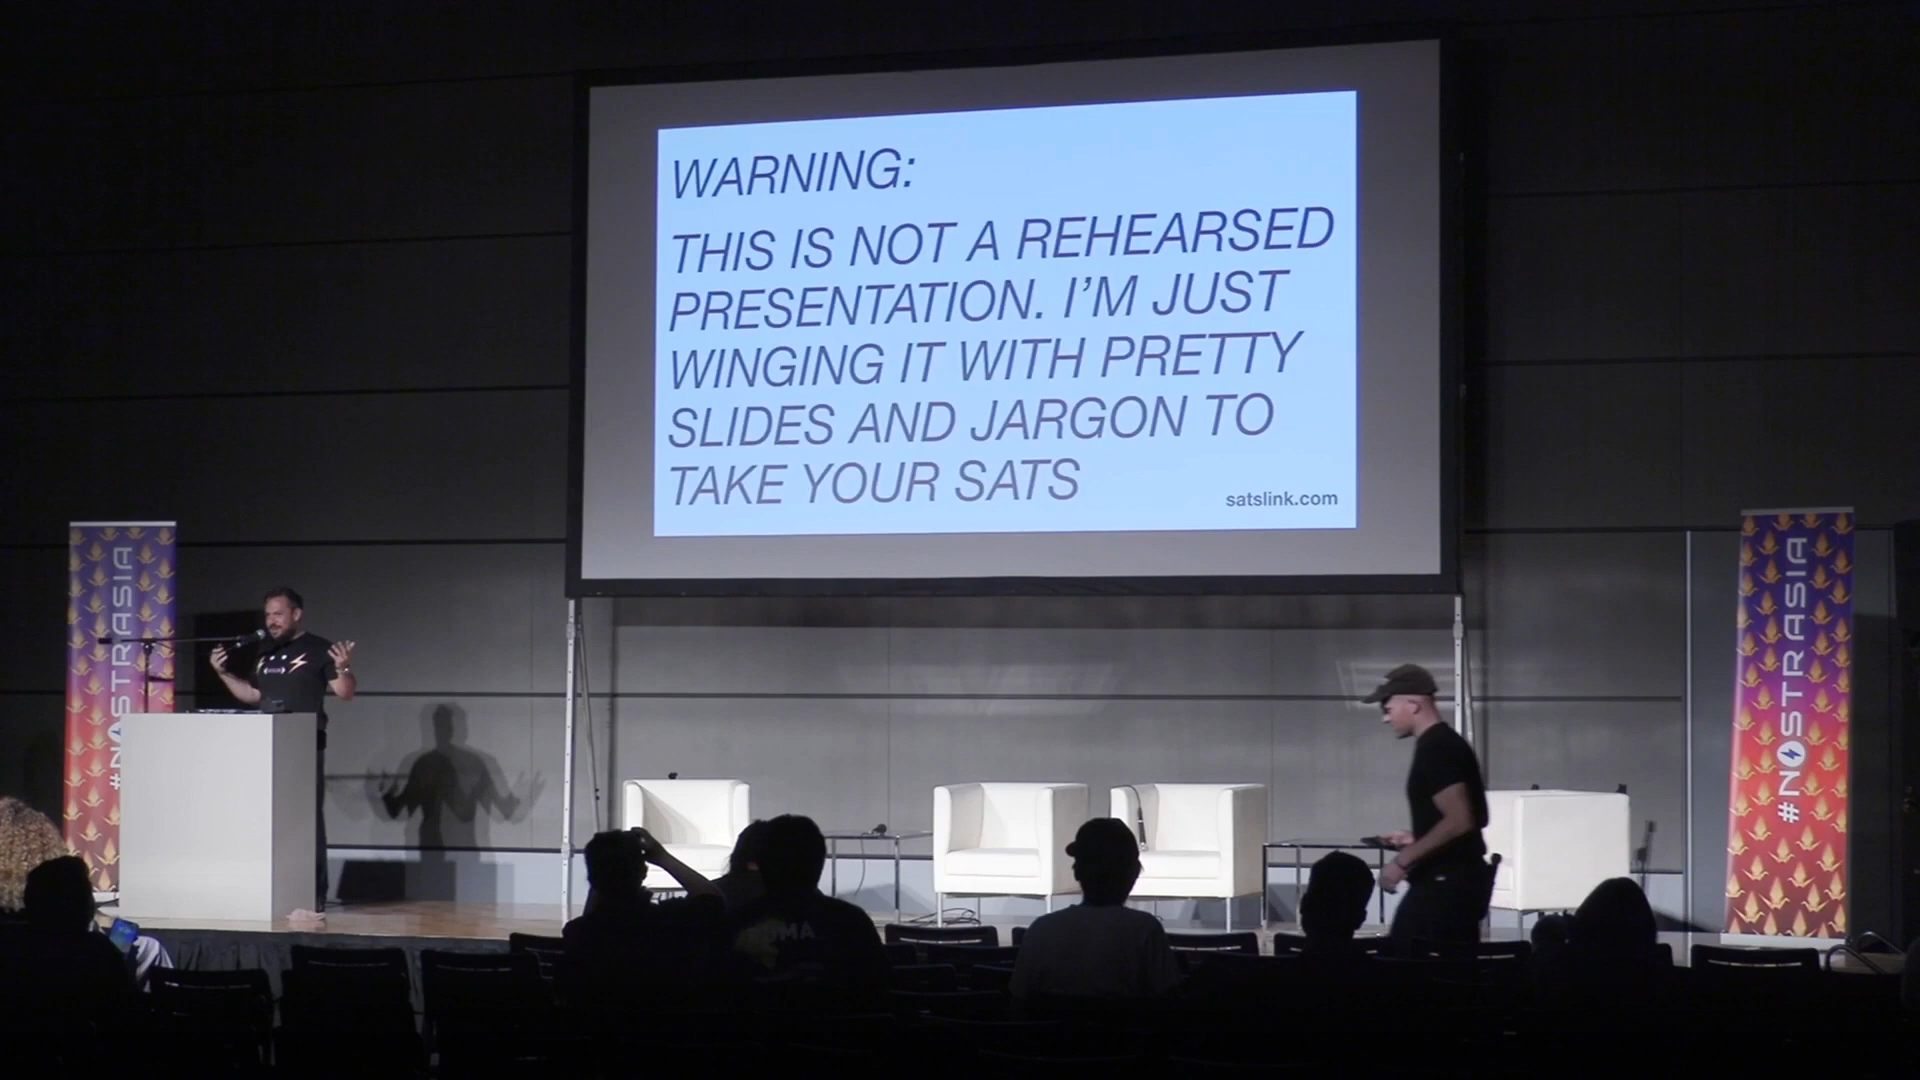 WARNING:
THIS IS NOT A REHEARSED
PRESENTATION. I'M JUST
WINGING IT WITH PRETTY
SLIDES AND JARGON TO
TAKE YOUR SATS
satslink.com
#NOSTRASIA
#NOSTRASIA